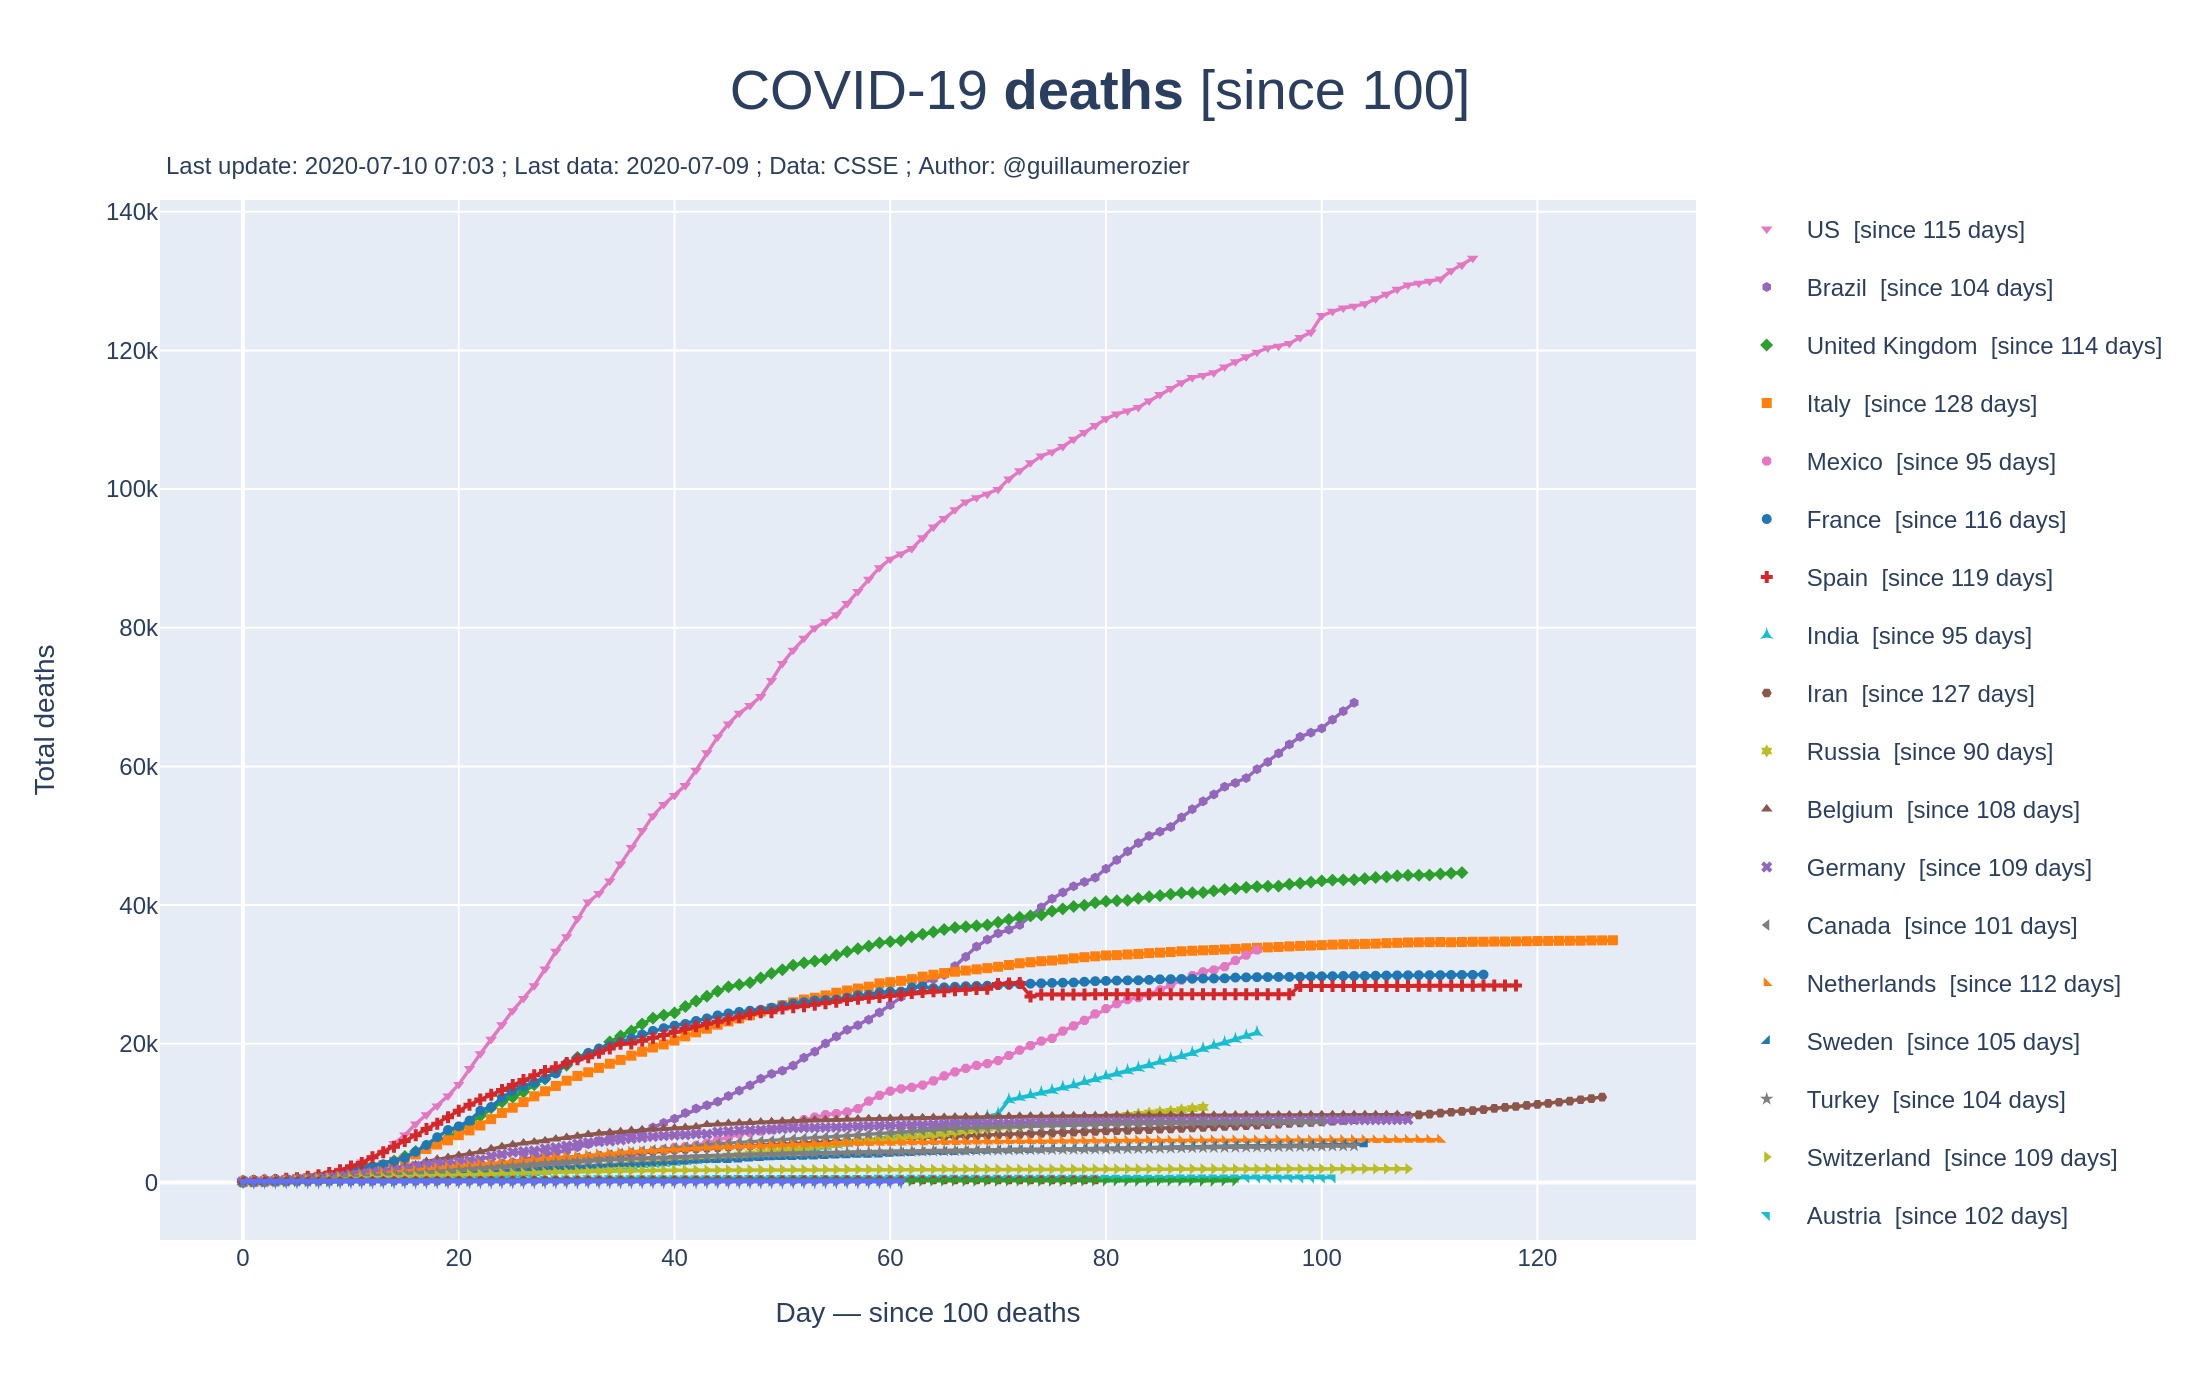 COVID-19 deaths [since 100]
Last update: 2020-07-10 07:03 ; Last data: 2020-07-09 ; Data: CSSE ; Author: @guillaumerozier
140k
120k
100k
80k
60k
40k
20k
0
Total deaths
0 20 40 60 80 100 120
Day — since 100 deaths
US [since 115 days]
Brazil [since 104 days]
United Kingdom [since 114 days]
Italy [since 128 days]
Mexico [since 95 days]
France [since 116 days]
Spain [since 119 days]
India [since 95 days]
Iran [since 127 days]
Russia [since 90 days]
Belgium [since 108 days]
Germany [since 109 days]
Canada [since 101 days]
Netherlands [since 112 days]
Sweden [since 105 days]
Turkey [since 104 days]
Switzerland [since 109 days]
Austria [since 102 days]